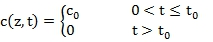 c(z,t) = { c₀ 0 < t ≤ t₀
0 t > t₀